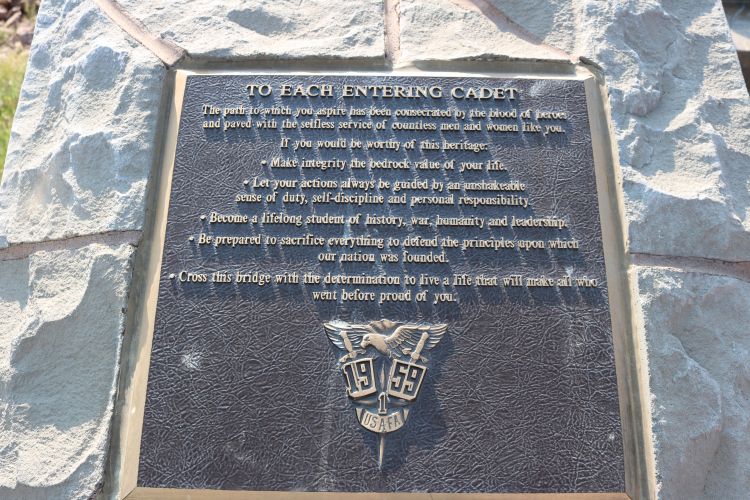 TO EACH ENTERING CADET
The path to which you aspire has been consecrated by the blood of heroes
and paved with the selfless service of countless men and women like you.
If you would be worthy of this heritage:
• Make integrity the bedrock value of your life.
• Let your actions always be guided by an unshakeable
sense of duty, self-discipline and personal responsibility.
• Become a lifelong student of history, war, humanity and leadership.
• Be prepared to sacrifice everything to defend the principles upon which
our nation was founded.
• Cross this bridge with the determination to live a life that will make all who
went before proud of you.
19 59
1
USAFA